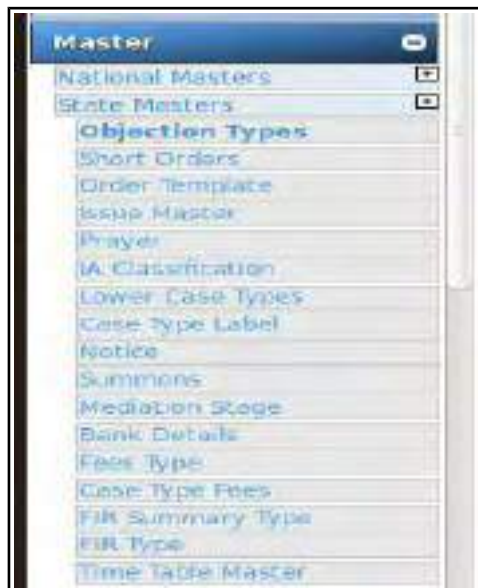 Master
National Masters
State Masters
Objection Types
Short Orders
Order Template
Issue Master
Prayer
IA Classification
Lower Case Types
Case Type Label
Notice
Summons
Mediation Stage
Bank Details
Fees Type
Case Type Fees
FIR Summary Type
FIR Type
Time Table Master